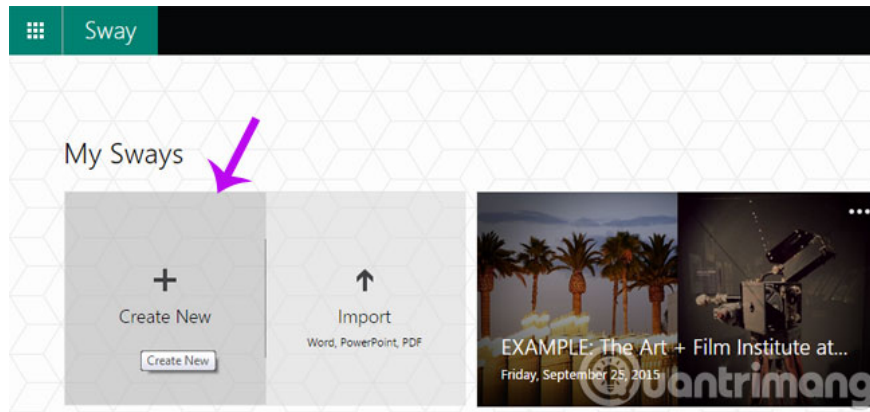 Sway
My Sways
Create New
Create New
Import
Word, PowerPoint, PDF
EXAMPLE: The Art + Film Institute at...
Friday, September 25, 2015
uantrimang